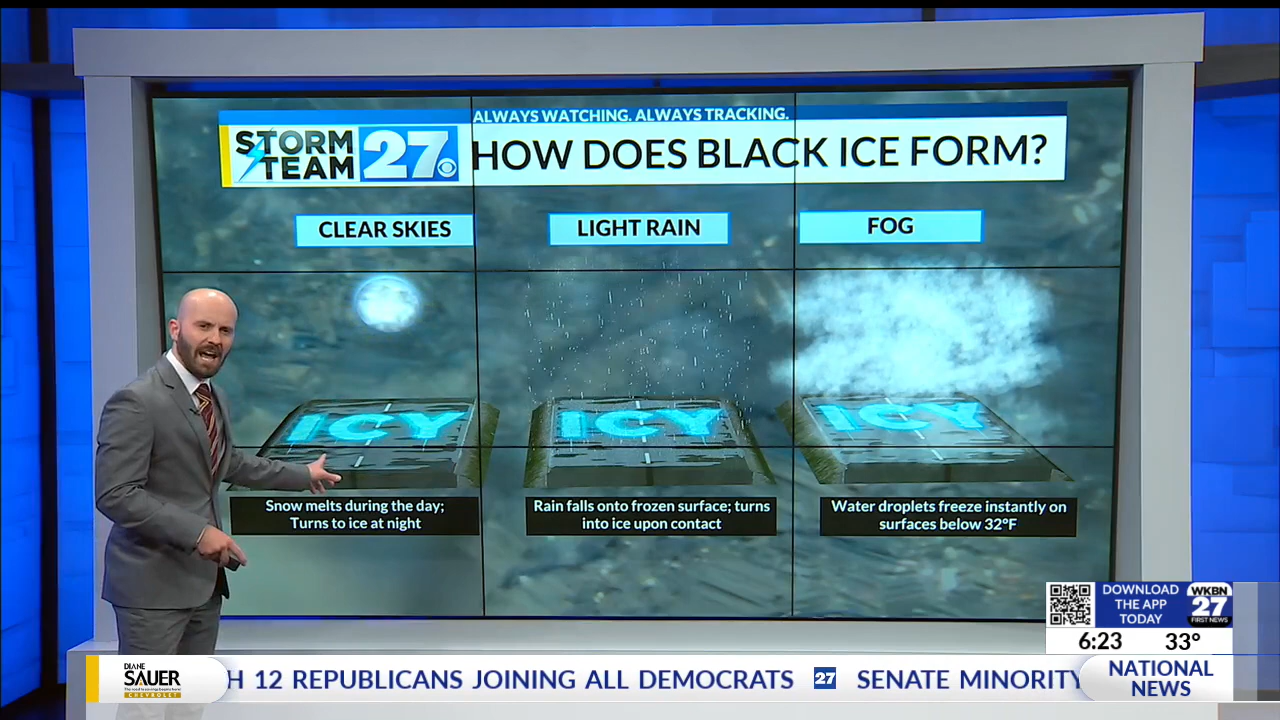 ALWAYS WATCHING. ALWAYS TRACKING.
STORM
TEAM
27
HOW DOES BLACK ICE FORM?
CLEAR SKIES
LIGHT RAIN
FOG
ICY
ICY
ICY
Snow melts during the day;
Turns to ice at night
Rain falls onto frozen surface; turns
into ice upon contact
Water droplets freeze instantly on
surfaces below 32°F
DOWNLOAD
THE APP
TODAY
WKBN
27
FIRST NEWS
6:23 33°
DIANE
SAUER
CHEVROLET
H 12 REPUBLICANS JOINING ALL DEMOCRATS 27 SENATE MINORITY
NATIONAL
NEWS